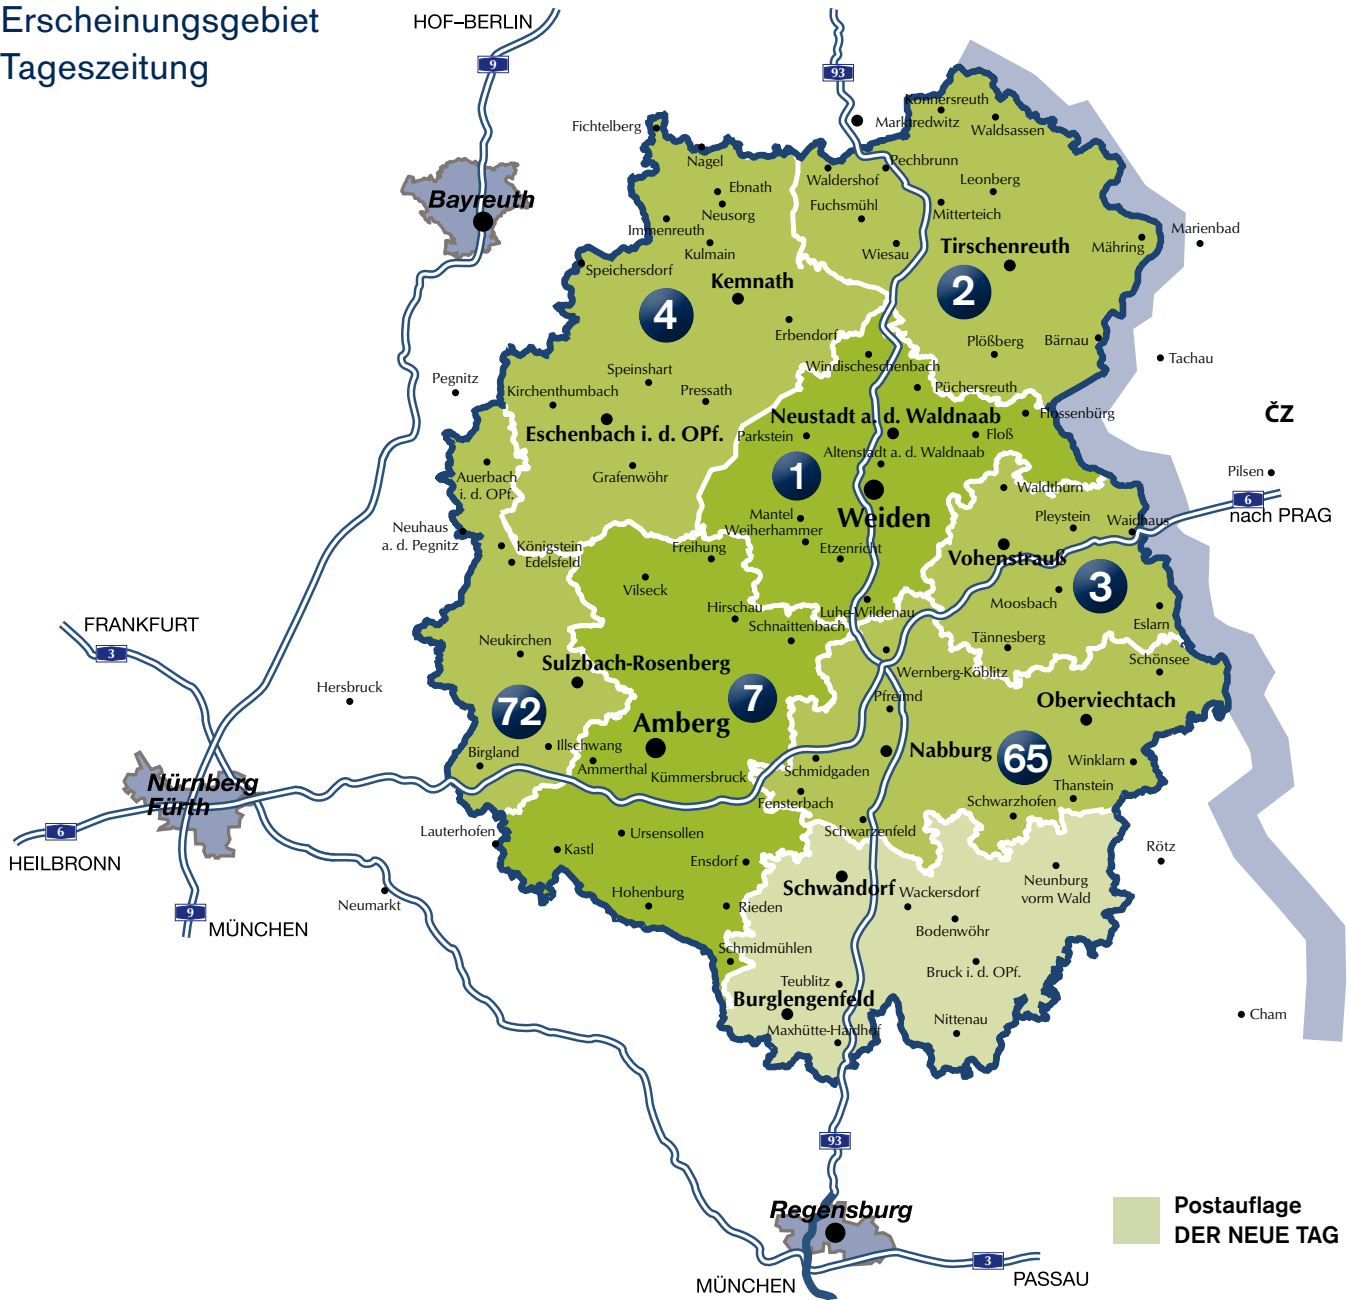 Erscheinungsgebiet
Tageszeitung
HOF–BERLIN
9
93
Konnersreuth
Marktredwitz
Waldsassen
Fichtelberg
Nagel
Pechbrunn
Waldershof
Leonberg
Ebnath
Neusorg
Fuchsmühl
Mitterteich
Bayreuth
Immenreuth
Kulmain
Wiesau
Tirschenreuth
Mähring
Marienbad
Speichersdorf
Kemnath
2
4
Erbendorf
Plößberg
Bärnau
Tachau
Windischeschenbach
Speinshart
Pegnitz
Kirchenthumbach
Pressath
Püchersreuth
Neustadt a. d. Waldnaab
Flossenbürg
ČZ
Eschenbach i. d. OPf.
Parkstein
Floß
Altenstadt a. d. Waldnaab
Auerbach
i. d. OPf.
Grafenwöhr
1
Pilsen
Waldthurn
6
nach PRAG
Mantel
Weiden
Pleystein
Waidhaus
Neuhaus
a. d. Pegnitz
Weiherhammer
Königstein
Freihung
Etzenricht
Vohenstrauß
Edelsfeld
Vilseck
3
Moosbach
Hirschau
Luhe-Wildenau
Schnaittenbach
Eslarn
FRANKFURT
3
Neukirchen
Tännesberg
Sulzbach-Rosenberg
Schönsee
Wernberg-Köblitz
Hersbruck
Pfreimd
Oberviechtach
72
7
Amberg
Illschwang
Birgland
Nabburg
65
Winklarn
Ammerthal
Kümmersbruck
Schmidgaden
Nürnberg
Fürth
Thanstein
Fensterbach
Schwarzhofen
6
Lauterhofen
Ursensollen
Schwarzenfeld
HEILBRONN
Kastl
Ensdorf
Rötz
Schwandorf
Wackersdorf
Neunburg
vorm Wald
Hohenburg
Neumarkt
Rieden
9
MÜNCHEN
Bodenwöhr
Schmidmühlen
Bruck i. d. OPf.
Teublitz
Burglengenfeld
Nittenau
Cham
Maxhütte-Haidhof
93
Regensburg
Postauflage
DER NEUE TAG
3
MÜNCHEN
PASSAU